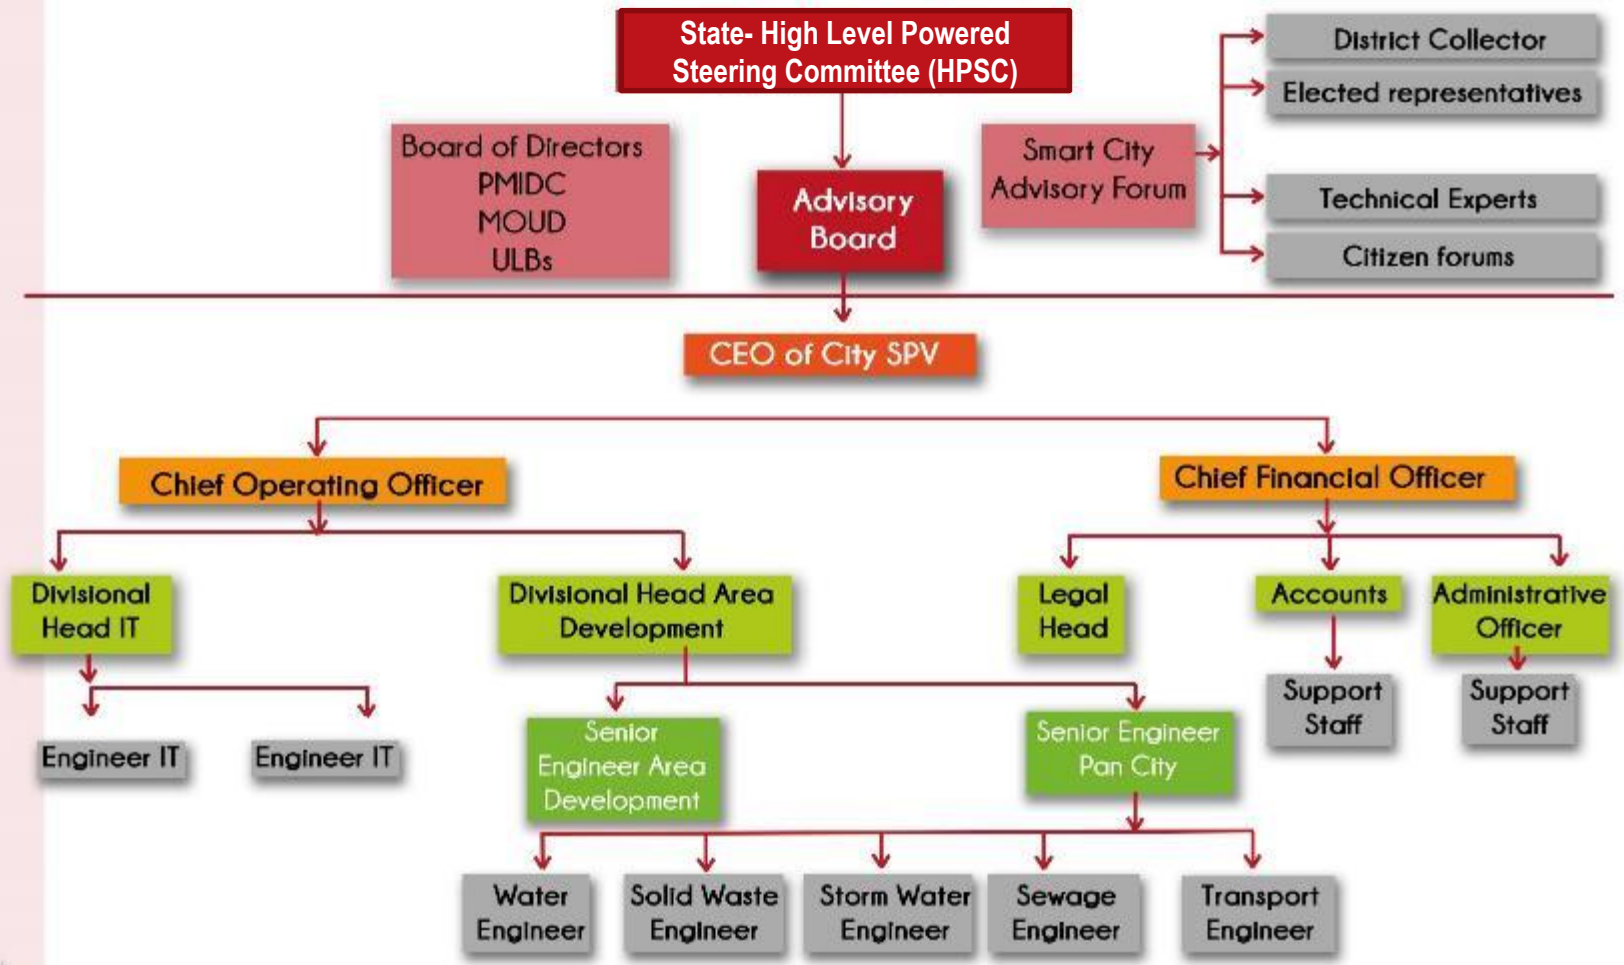 State- High Level Powered
Steering Committee (HPSC)
District Collector
Elected representatives
Technical Experts
Citizen forums
Board of Directors
PMIDC
MOUD
ULBs
Advisory
Board
Smart City
Advisory Forum
CEO of City SPV
Chief Operating Officer
Chief Financial Officer
Divisional
Head IT
Divisional Head Area
Development
Legal
Head
Accounts
Administrative
Officer
Engineer IT
Engineer IT
Senior
Engineer Area
Development
Senior Engineer
Pan City
Support
Staff
Support
Staff
Water
Engineer
Solid Waste
Engineer
Storm Water
Engineer
Sewage
Engineer
Transport
Engineer